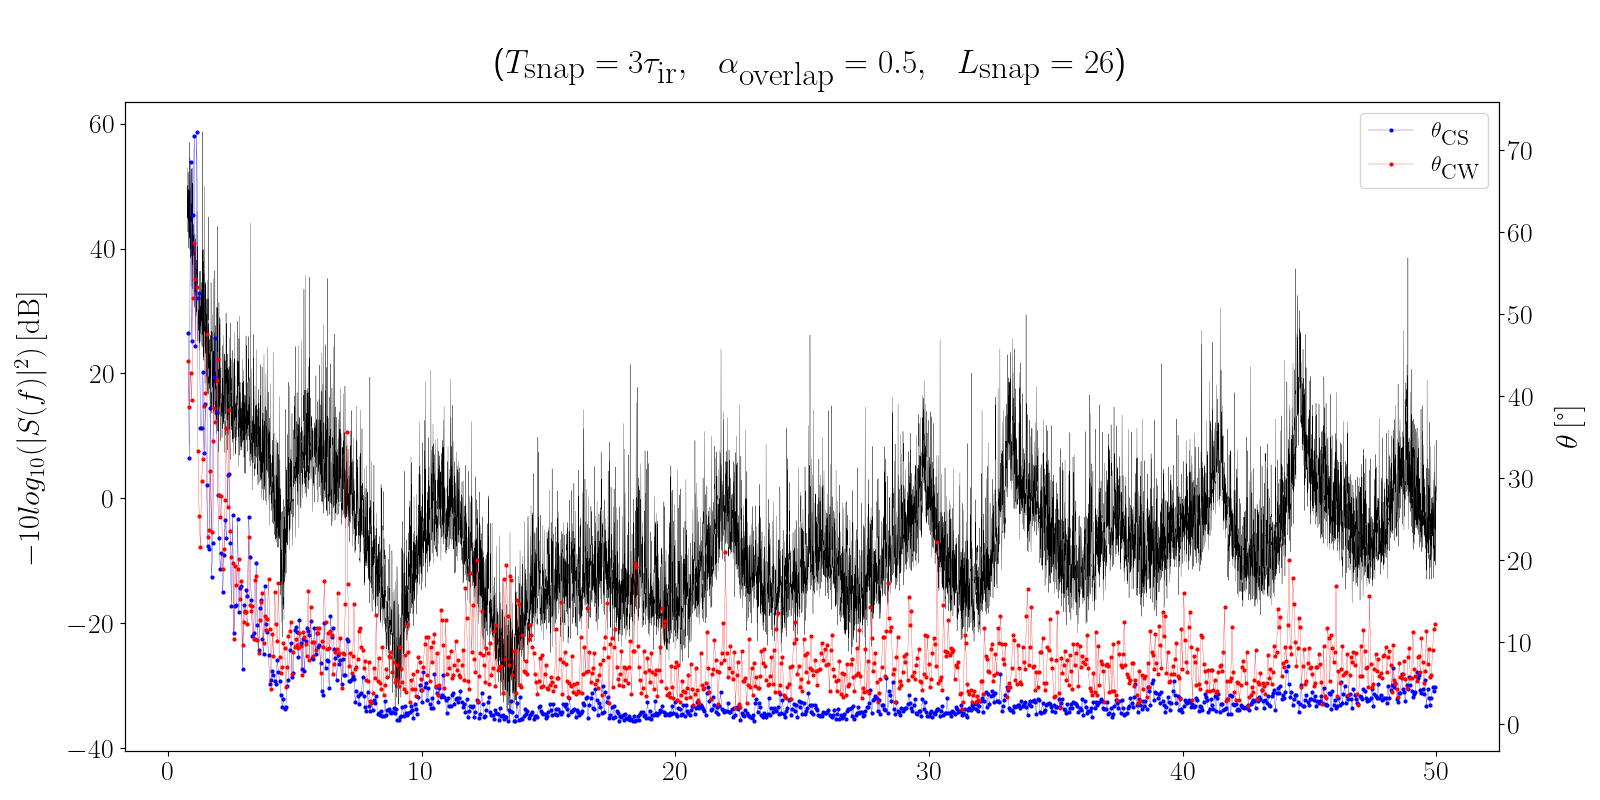 (T_snap = 3τ_ir, α_overlap = 0.5, L_snap = 26)
60
40
20
0
−20
−40
−10log₁₀(|S(f)|²) [dB]
θ_CS
θ_CW
70
60
50
40
30
20
10
0
θ [°]
0 10 20 30 40 50